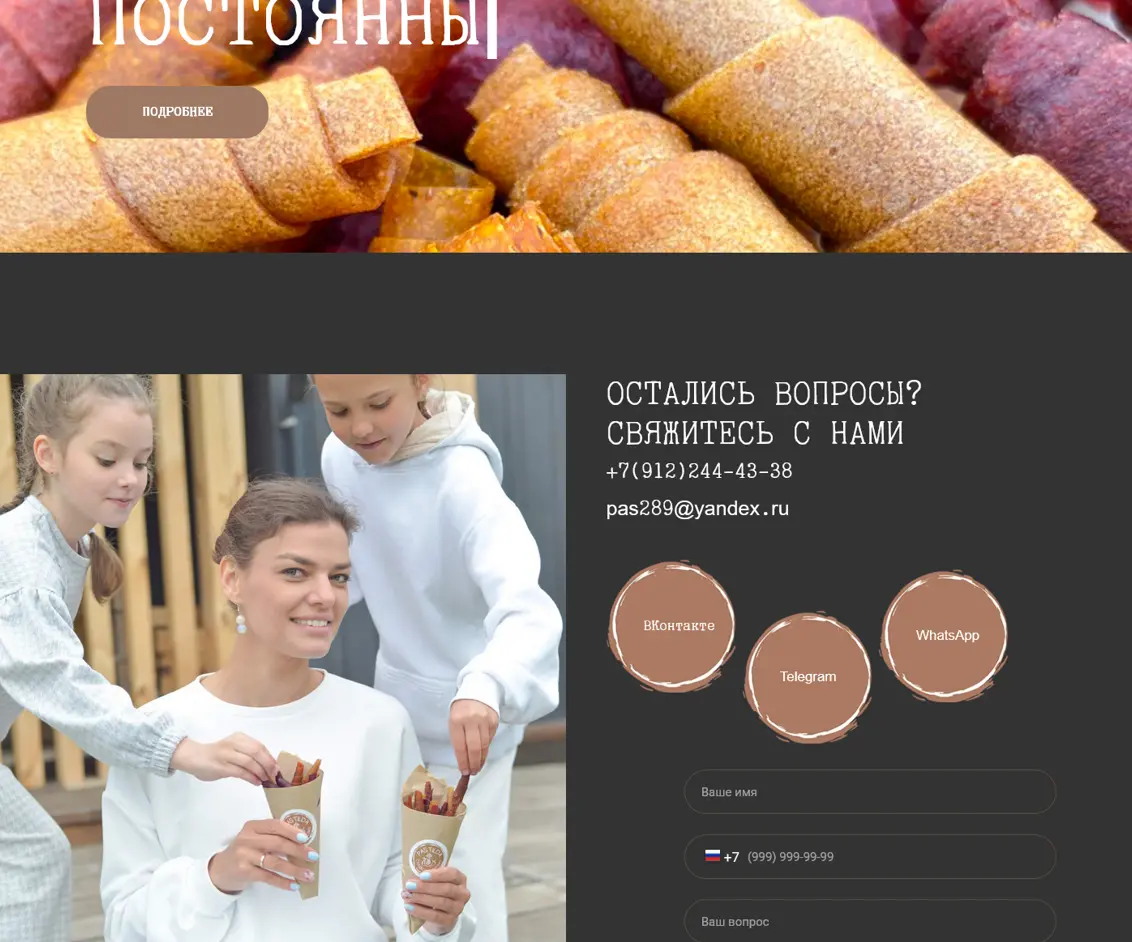 ПОСТОЯННЫ
ПОДРОБНЕЕ
ОСТАЛИСЬ ВОПРОСЫ?
СВЯЖИТЕСЬ С НАМИ
+7(912)244-43-38
pas289@yandex.ru
ВКонтакте
WhatsApp
Telegram
Ваше имя
+7 (999) 999-99-99
Ваш вопрос